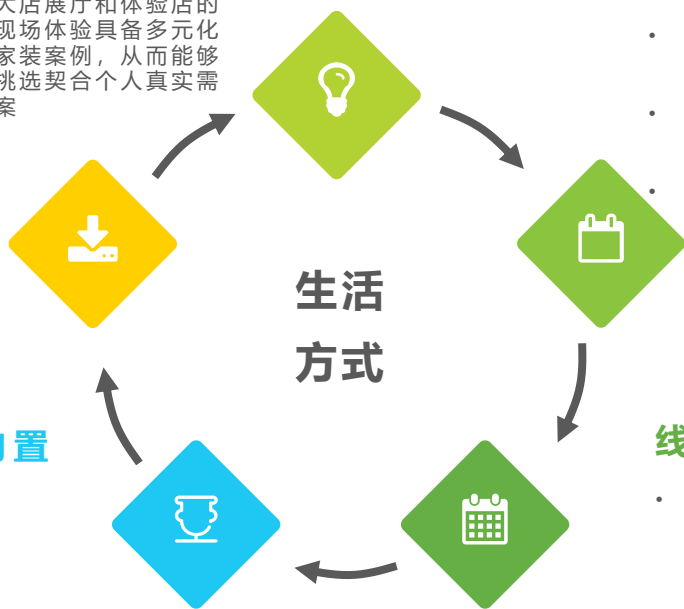 大店展厅和体验店的
现场体验具备多元化
家装案例，从而能够
挑选契合个人真实需
案
生活
方式
置
线